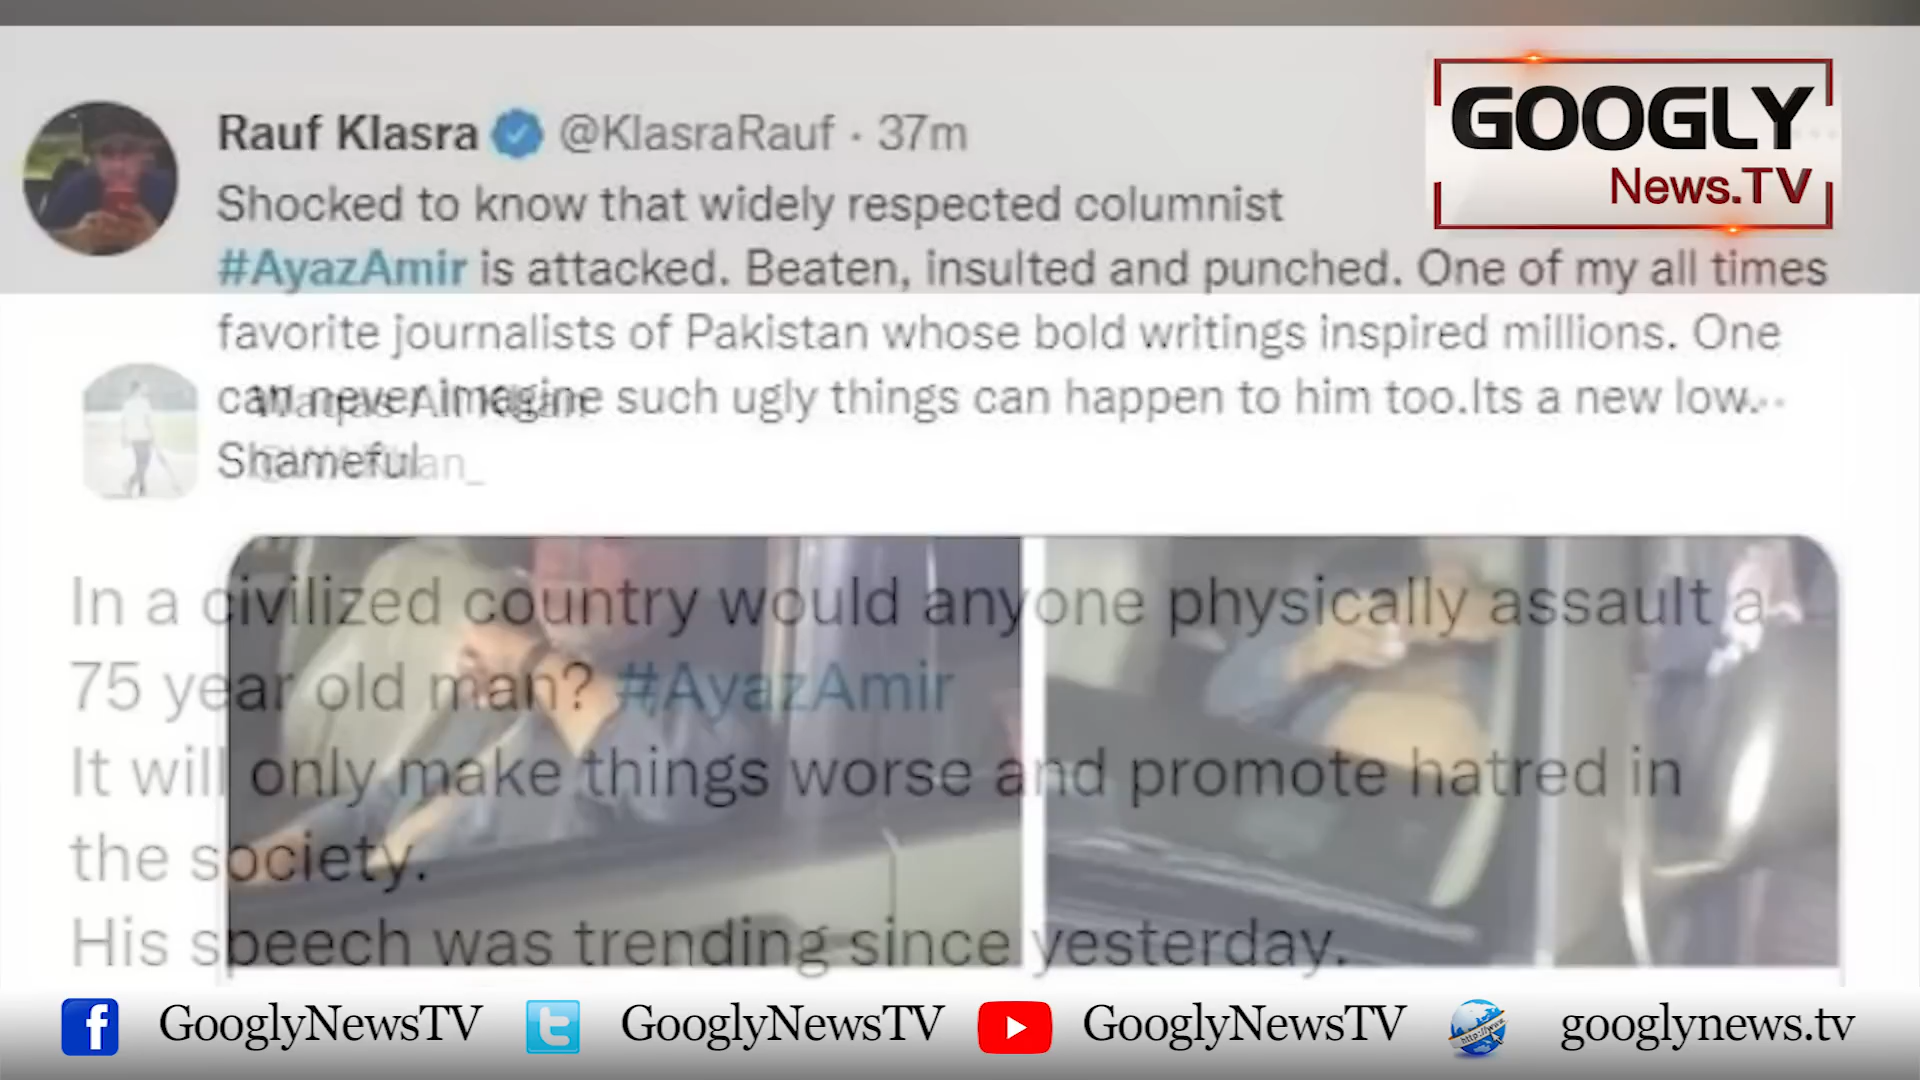 Rauf Klasra @KlasraRauf · 37m
Shocked to know that widely respected columnist
#AyazAmir is attacked. Beaten, insulted and punched. One of my all times
favorite journalists of Pakistan whose bold writings inspired millions. One
can never imagine such ugly things can happen to him too.Its a new low.
Shameful
GOOGLY
News.TV
Waqas Ali Khan
In a civilized country would anyone physically assault a
75 year old man? #AyazAmir
It will only make things worse and promote hatred in
the society.
His speech was trending since yesterday.
GooglyNewsTV GooglyNewsTV GooglyNewsTV googlynews.tv